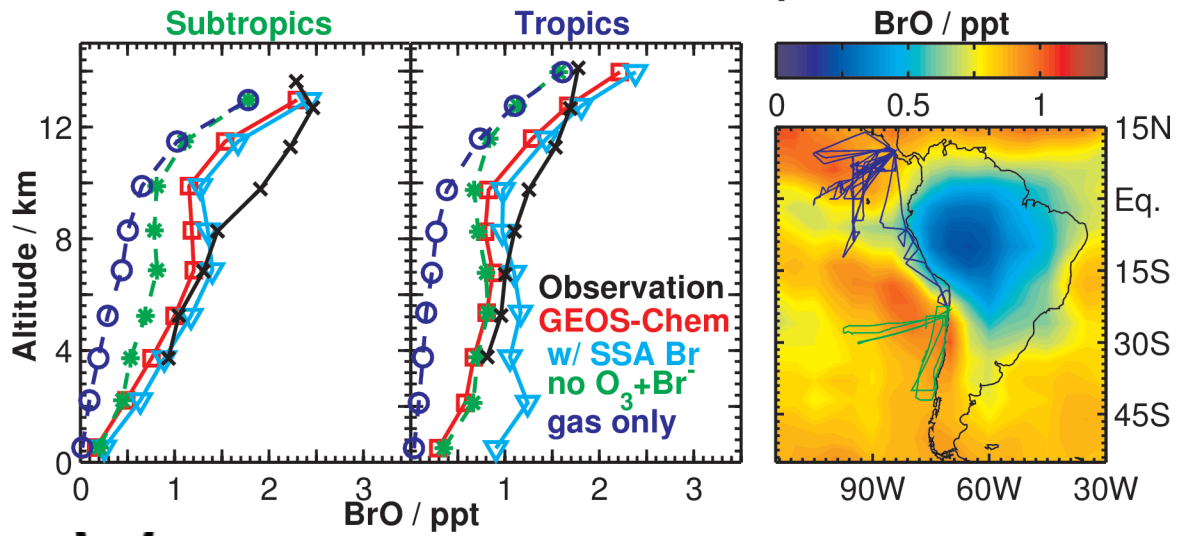 Subtropics
Tropics
BrO / ppt
0 0.5 1
Altitude / km
12
8
4
0
0 1 2 3
1 2 3
BrO / ppt
Observation
GEOS-Chem
w/ SSA Br
no O3+Br-
gas only
15N
Eq.
15S
30S
45S
90W 60W 30W